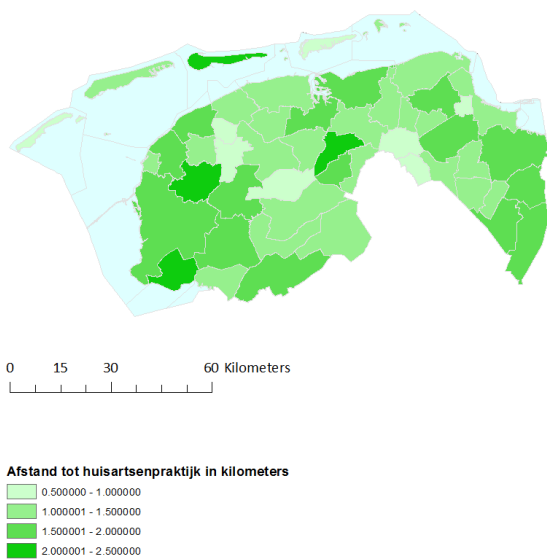 0 15 30 60 Kilometers
Afstand tot huisartsenpraktijk in kilometers
0.500000 - 1.000000
1.000001 - 1.500000
1.500001 - 2.000000
2.000001 - 2.500000